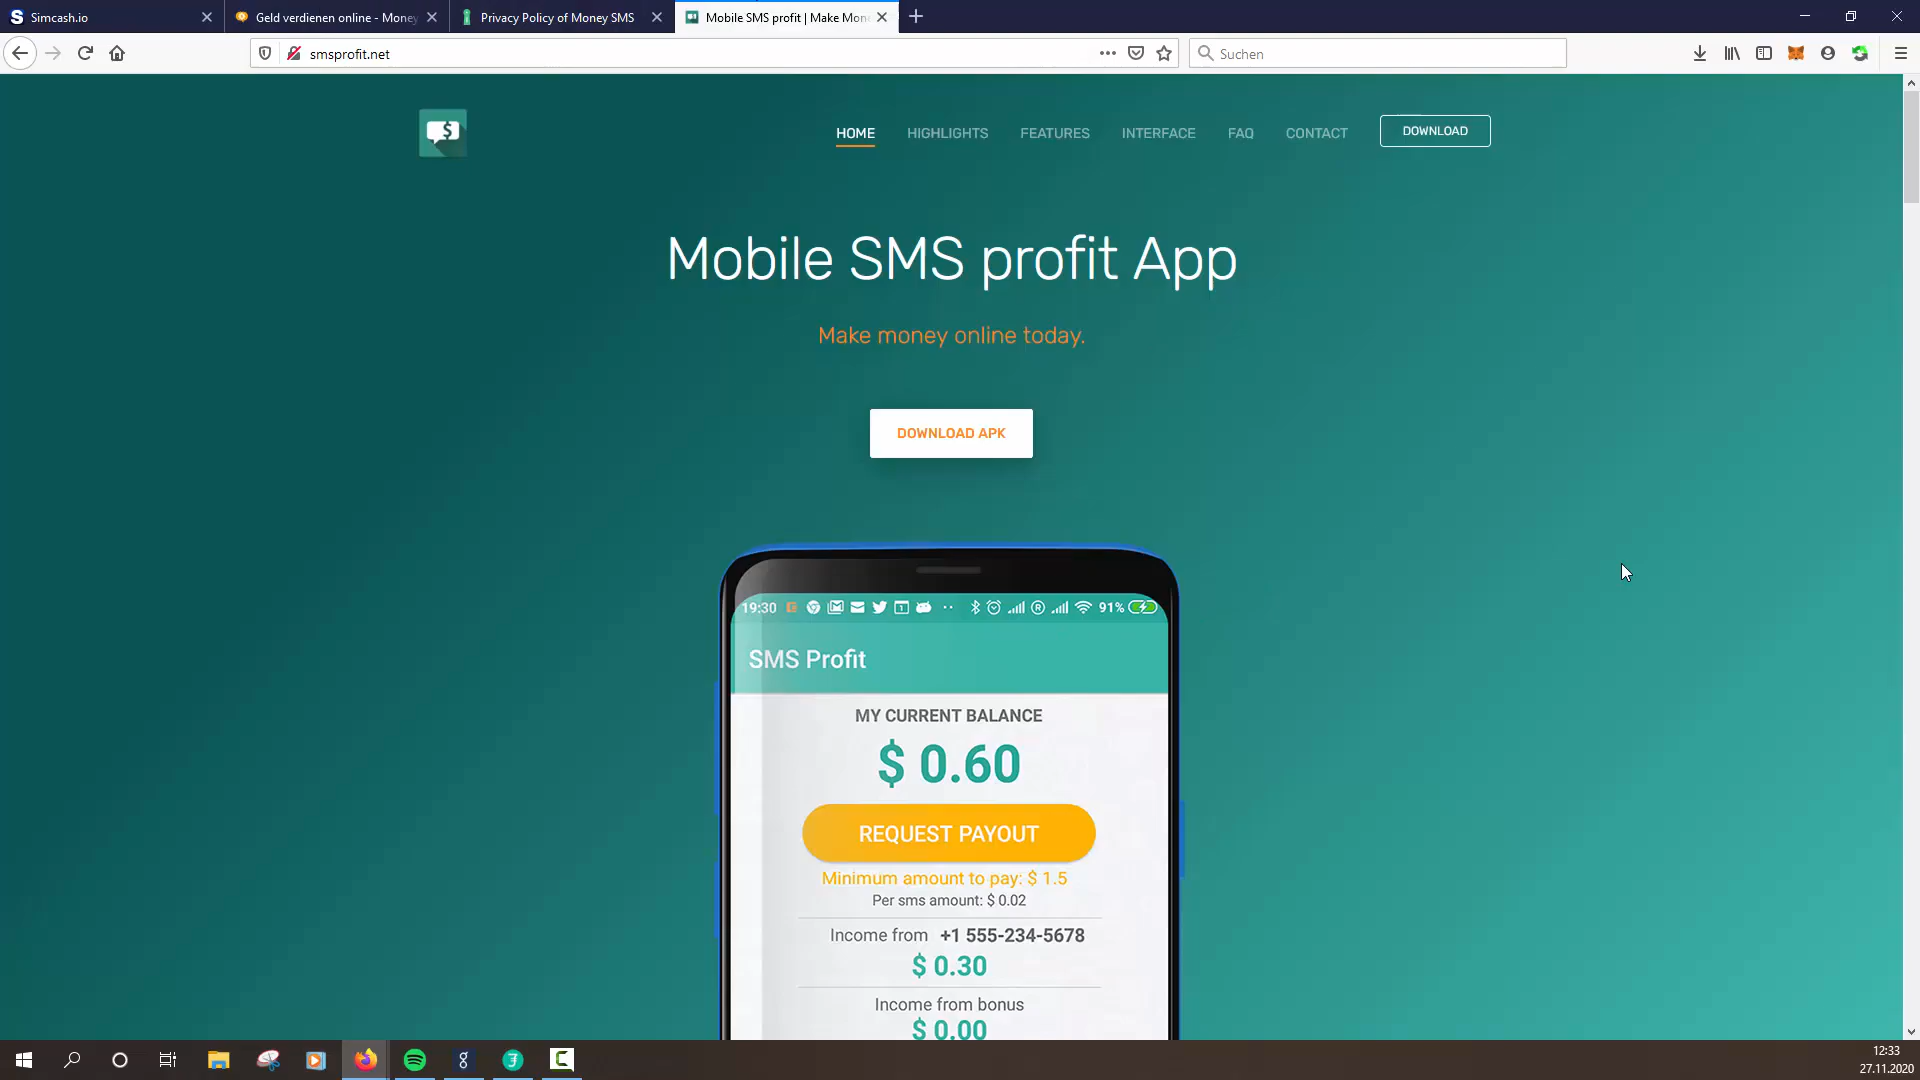 Simcash.io
Geld verdienen online - Money
Privacy Policy of Money SMS
Mobile SMS profit | Make Mon
smsprofit.net
Suchen
$
HOME
HIGHLIGHTS
FEATURES
INTERFACE
FAQ
CONTACT
DOWNLOAD
Mobile SMS profit App
Make money online today.
DOWNLOAD APK
19:30
91%
SMS Profit
MY CURRENT BALANCE
$ 0.60
REQUEST PAYOUT
Minimum amount to pay: $ 1.5
Per sms amount: $ 0.02
Income from +1 555-234-5678
$ 0.30
Income from bonus
$ 0.00
12:33
27.11.2020